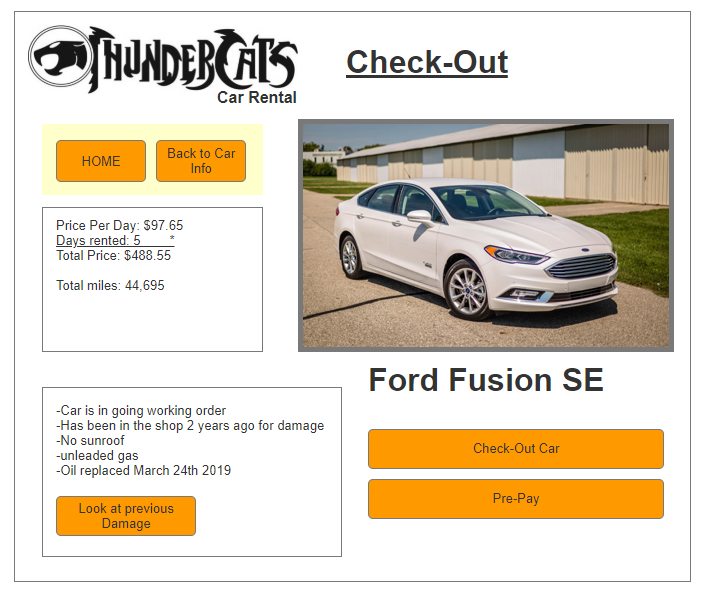 THUNDERCATS
Car Rental
Check-Out
HOME
Back to Car
Info
Price Per Day: $97.65
Days rented: 5 *
Total Price: $488.55
Total miles: 44,695
Ford Fusion SE
-Car is in going working order
-Has been in the shop 2 years ago for damage
-No sunroof
-unleaded gas
-Oil replaced March 24th 2019
Look at previous
Damage
Check-Out Car
Pre-Pay